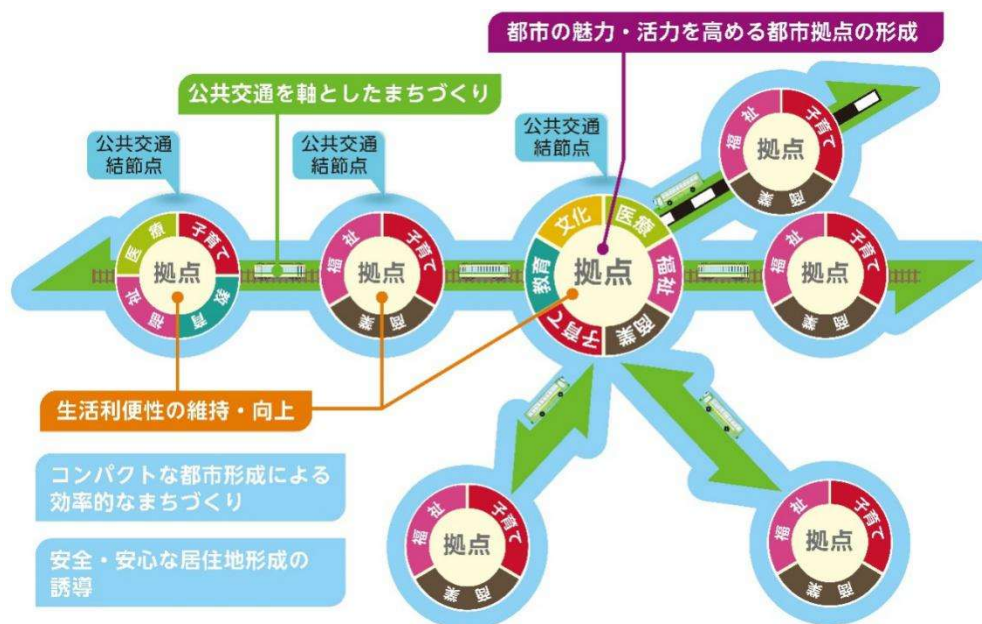 都市の魅力・活力を高める都市拠点の形成
公共交通を軸としたまちづくり
公共交通
結節点
公共交通
結節点
公共交通
結節点
福祉
子育て
商業
拠点
医療
子育て
教育
福祉
拠点
福祉
子育て
商業
拠点
文化
医療
福祉
商業
子育て
教育
拠点
福祉
子育て
商業
拠点
生活利便性の維持・向上
コンパクトな都市形成による
効率的なまちづくり
安全・安心な居住地形成の
誘導
福祉
子育て
商業
拠点
福祉
子育て
商業
拠点